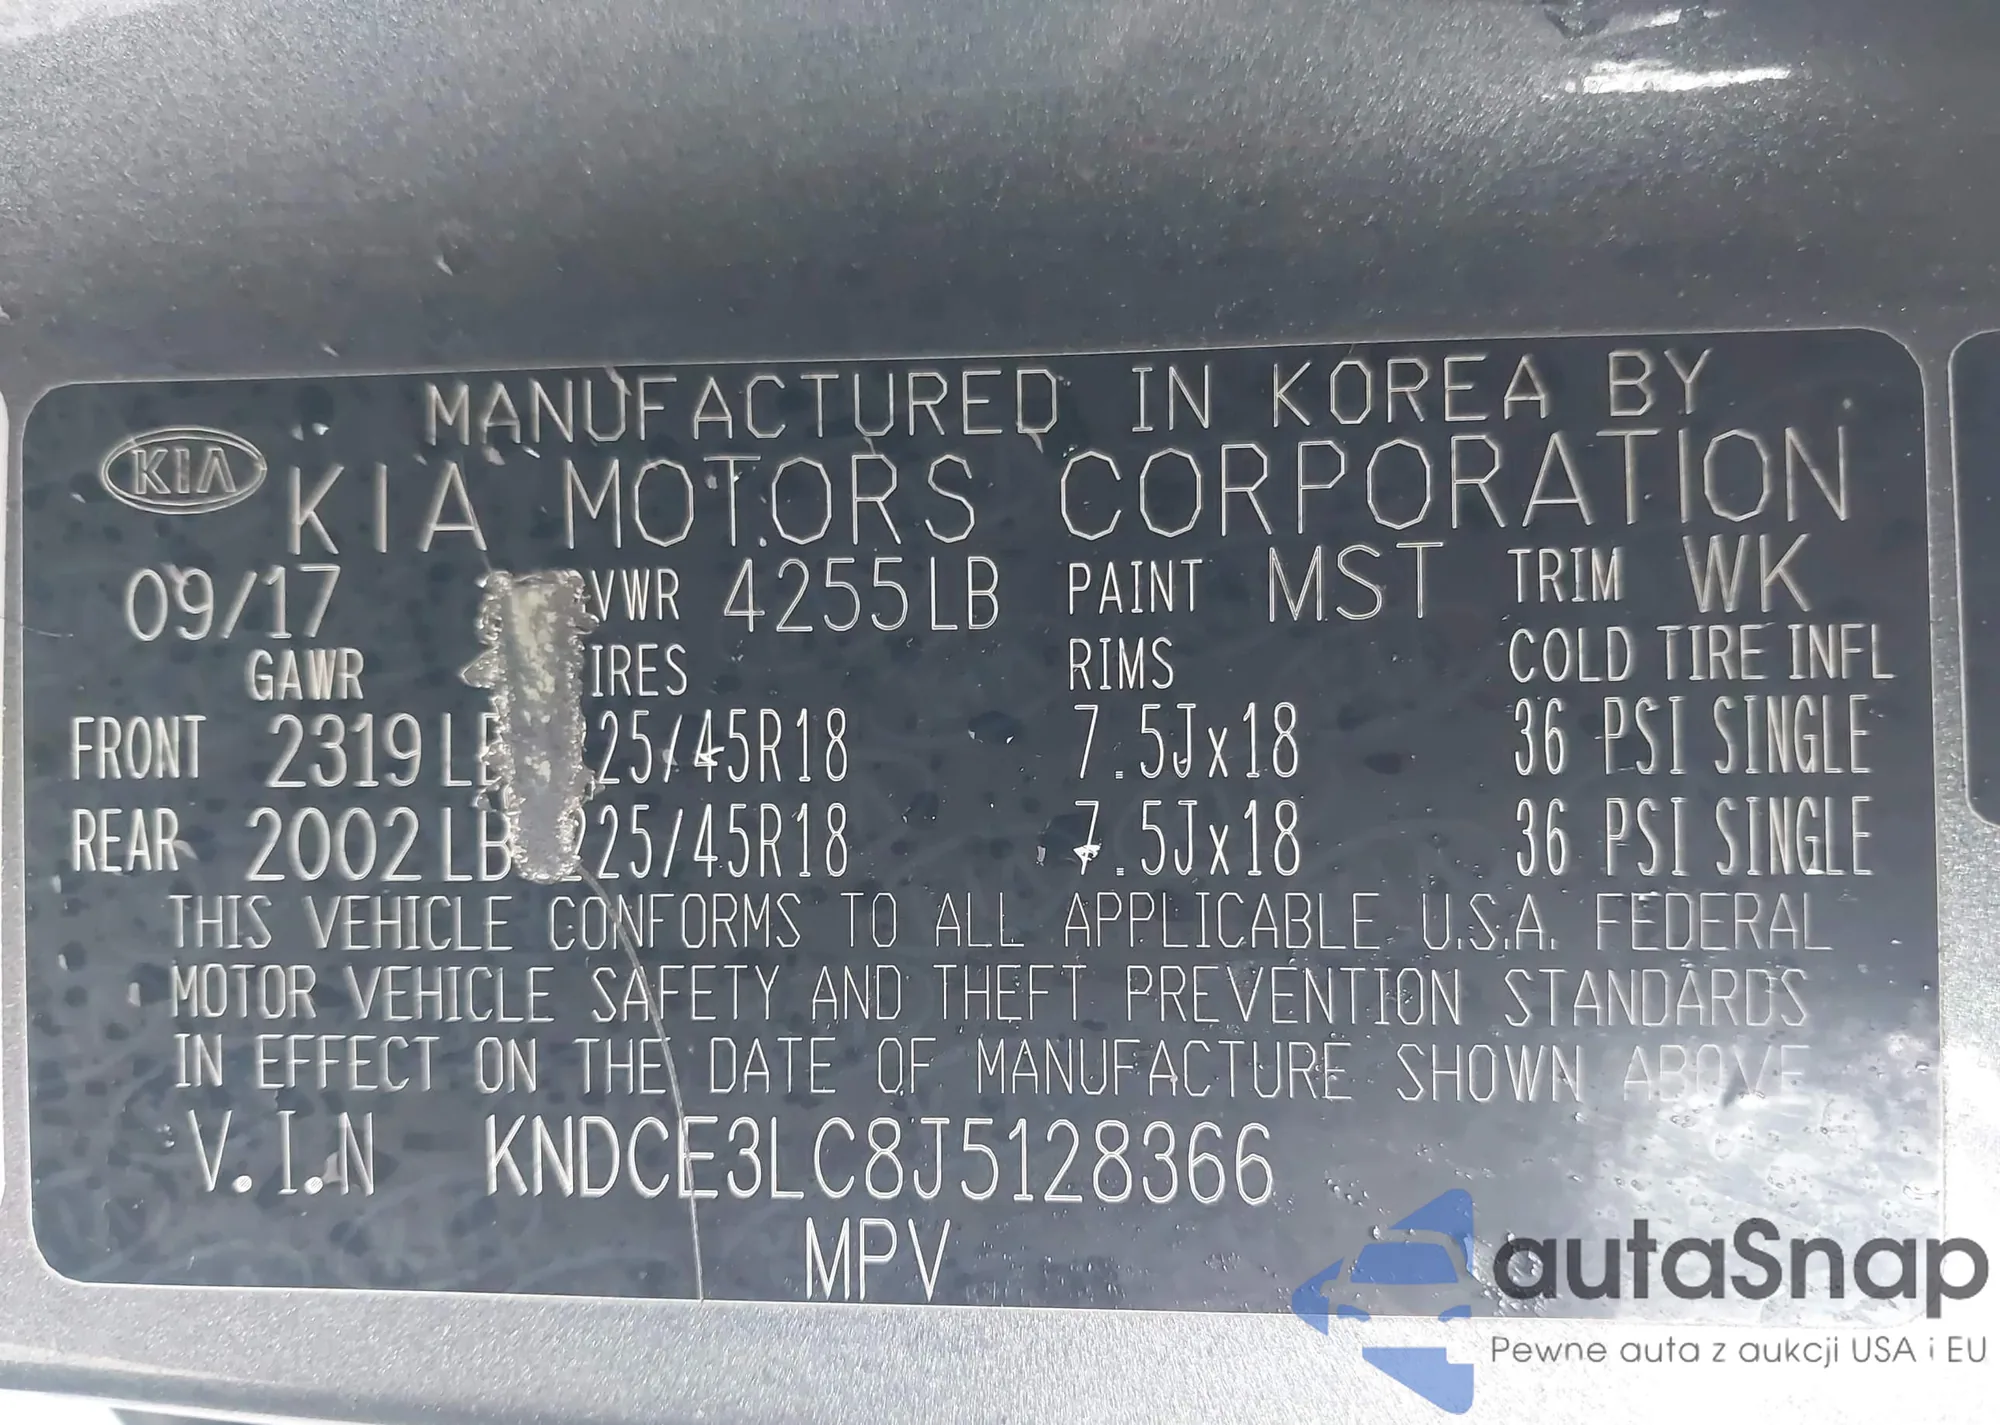 MANUFACTURED IN KOREA BY
KIA KIA MOTORS CORPORATION
09/17 VWR 4255LB PAINT MST TRIM WK
GAWR IRES RIMS COLD TIRE INFL
FRONT 2319LB 25/45R18 7.5Jx18 36 PSI SINGLE
REAR 2002LB 225/45R18 7.5Jx18 36 PSI SINGLE
THIS VEHICLE CONFORMS TO ALL APPLICABLE U.S.A. FEDERAL
MOTOR VEHICLE SAFETY AND THEFT PREVENTION STANDARDS
IN EFFECT ON THE DATE OF MANUFACTURE SHOWN ABOVE
V.I.N KNDCE3LC8J5128366
MPV
autaSnap
Pewne auta z aukcji USA i EU